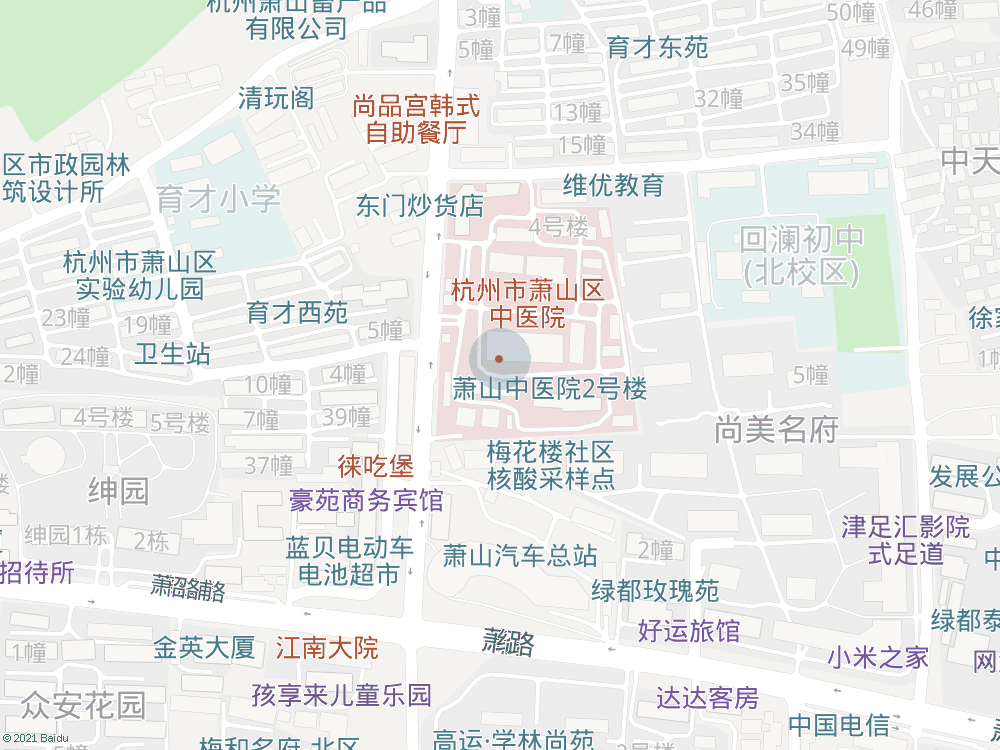 杭州萧山畜产品
有限公司
3幢
5幢
7幢
育才东苑
50幢
46幢
49幢
35幢
32幢
34幢
13幢
15幢
清玩阁
尚品宫韩式
自助餐厅
区市政园林
筑设计所
育才小学
东门炒货店
维优教育
中天
4号楼
回澜初中
(北校区)
杭州市萧山区
实验幼儿园
杭州市萧山区
中医院
23幢
19幢
育才西苑
5幢
24幢
卫生站
2幢
10幢
4幢
萧山中医院2号楼
5幢
4号楼
5号楼
7幢
39幢
尚美名府
37幢
徕吃堡
梅花楼社区
核酸采样点
发展公
绅园
豪苑商务宾馆
绅园1栋
2栋
蓝贝电动车
电池超市
萧山汽车总站
2幢
津足汇影院
式足道
招待所
绿都玫瑰苑
绿都泰
1幢
金英大厦
江南大院
好运旅馆
小米之家
网
孩享来儿童乐园
众安花园
达达客房
中国电信
梅和名府-北区
高运·学林尚苑
2号楼
5幢
© 2021 Baidu